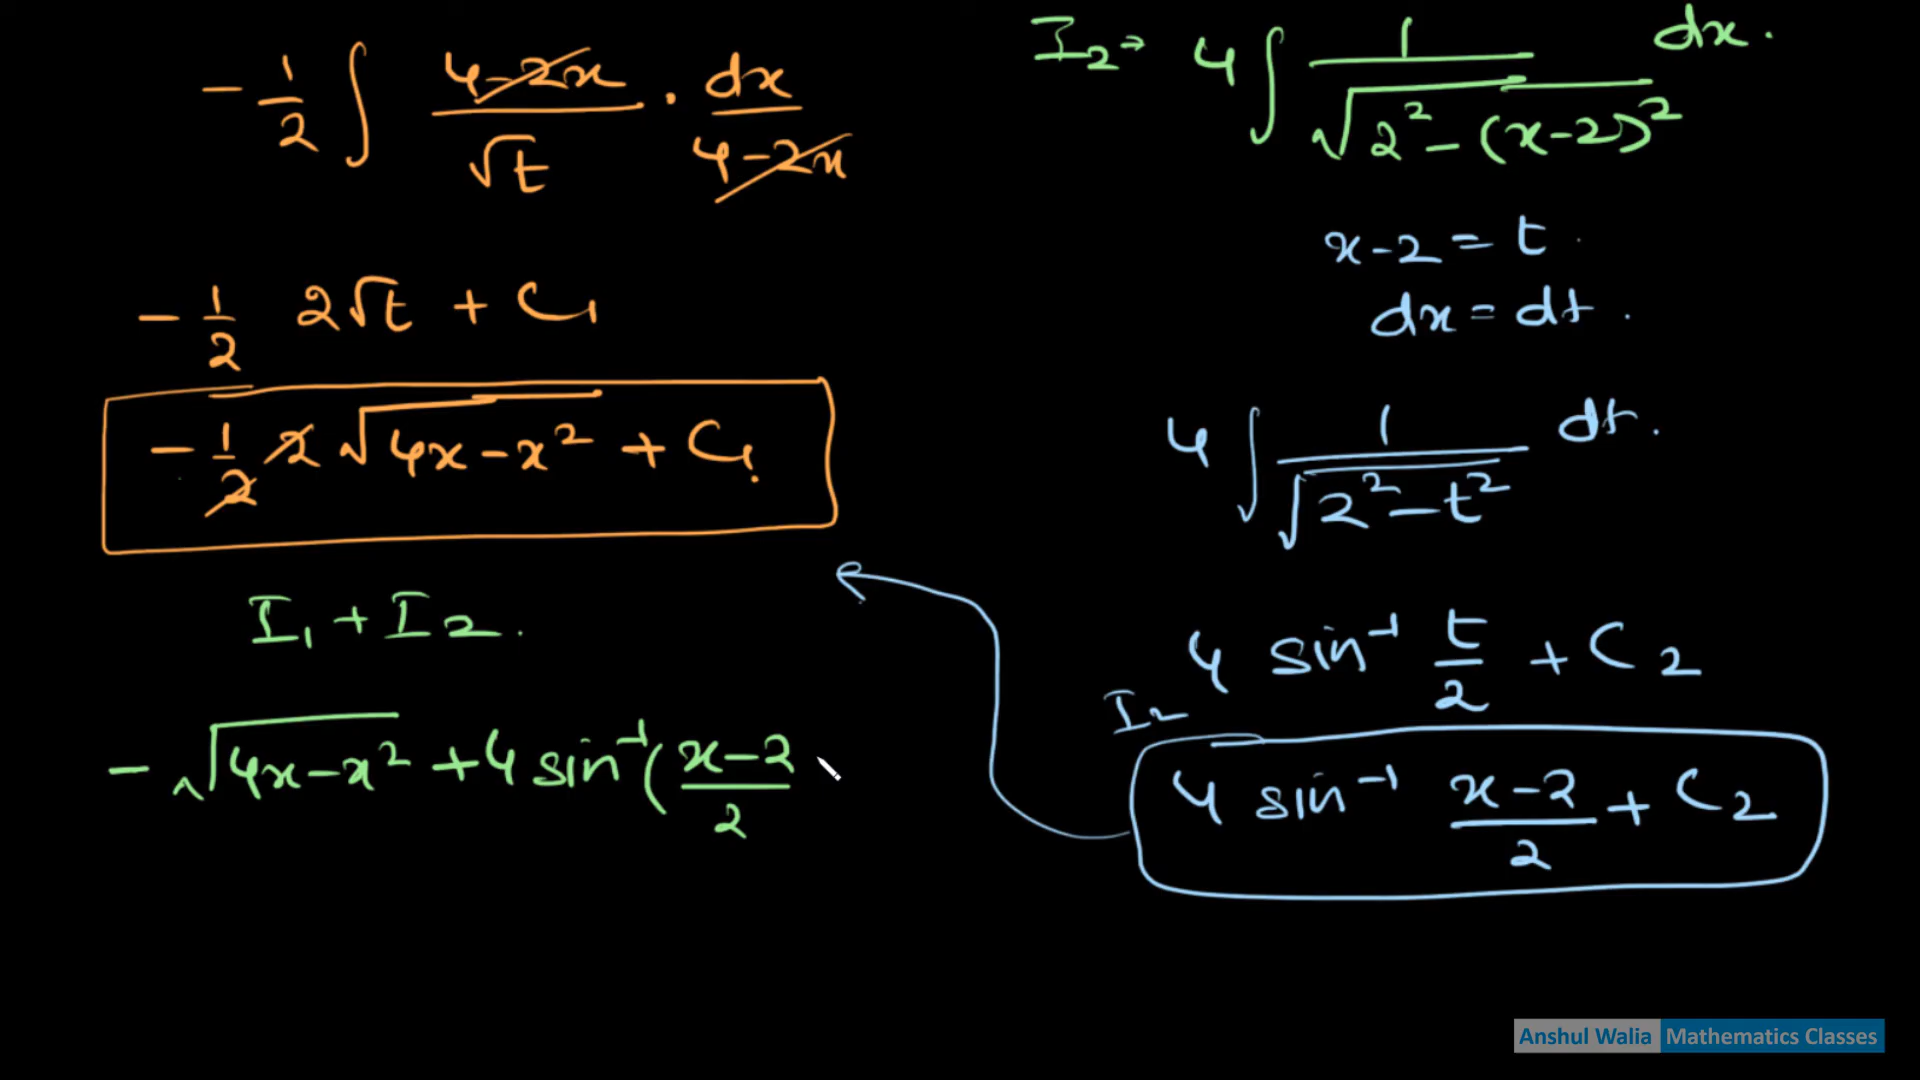 -1/2 ∫ (4-2x)/√t · dx/(4-2x)
-1/2 2√t + C₁
-1/2 2 √(4x-x²) + C₁.
I₁ + I₂.
-√(4x-x²) + 4 sin⁻¹((x-2)/2
I₂ → 4 ∫ 1/√(2²-(x-2)²) dx.
x-2 = t.
dx = dt.
4 ∫ 1/√(2²-t²) dt.
4 sin⁻¹ t/2 + C₂
I₂
4 sin⁻¹ (x-2)/2 + C₂
Anshul Walia Mathematics Classes